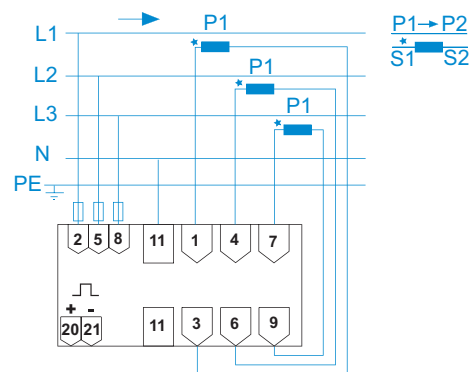 L1
P1
P1→P2
★
S1 S2
L2
P1
★
L3
P1
★
N
PE
2 5 8 11 1 4 7
+ -
20 21 11 3 6 9